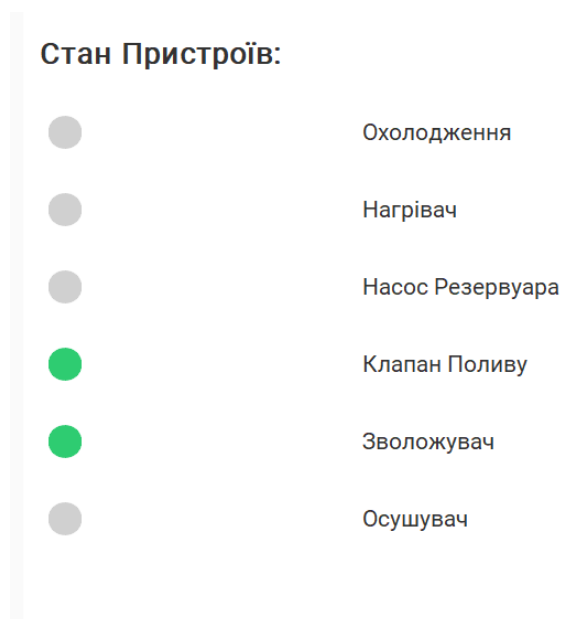 Стан Пристроїв:
Охолодження
Нагрівач
Насос Резервуара
Клапан Поливу
Зволожувач
Осушувач